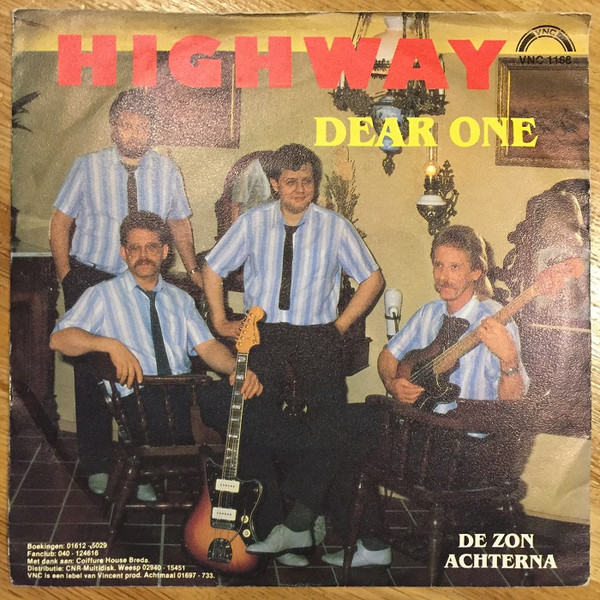 HIGHWAY
VNC
VNC 1168
DEAR ONE
DE ZON
ACHTERNA
Boekingen: 01612 - 5029
Fanclub: 040 - 124616
Met dank aan: Coiffure House Breda.
Distributie: CNR-Multidisk. Weesp 02940 - 15451
VNC is een label van Vincent prod. Achtmaal 01697 - 733.